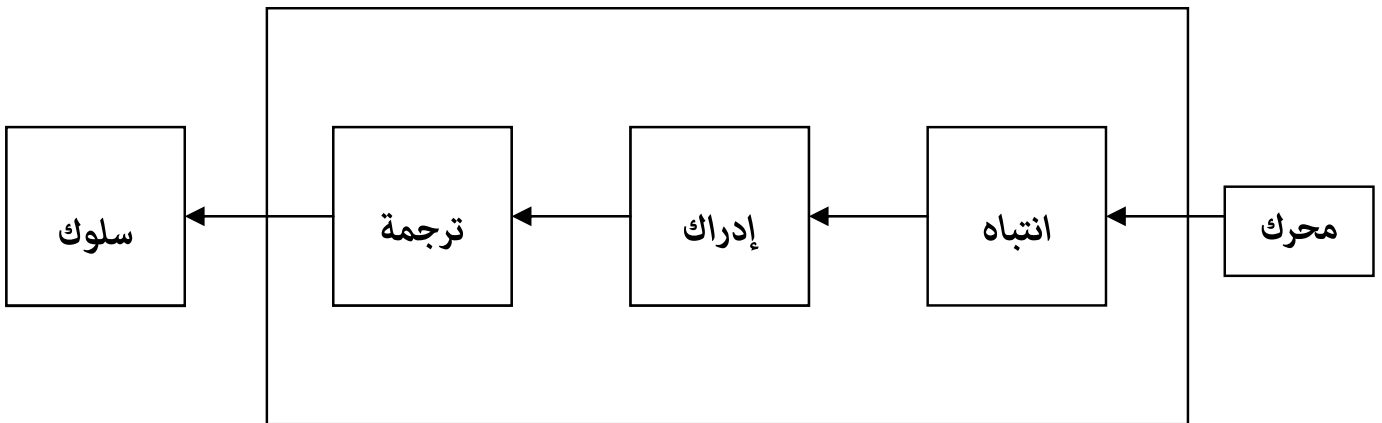 محرك
انتباه
إدراك
ترجمة
سلوك